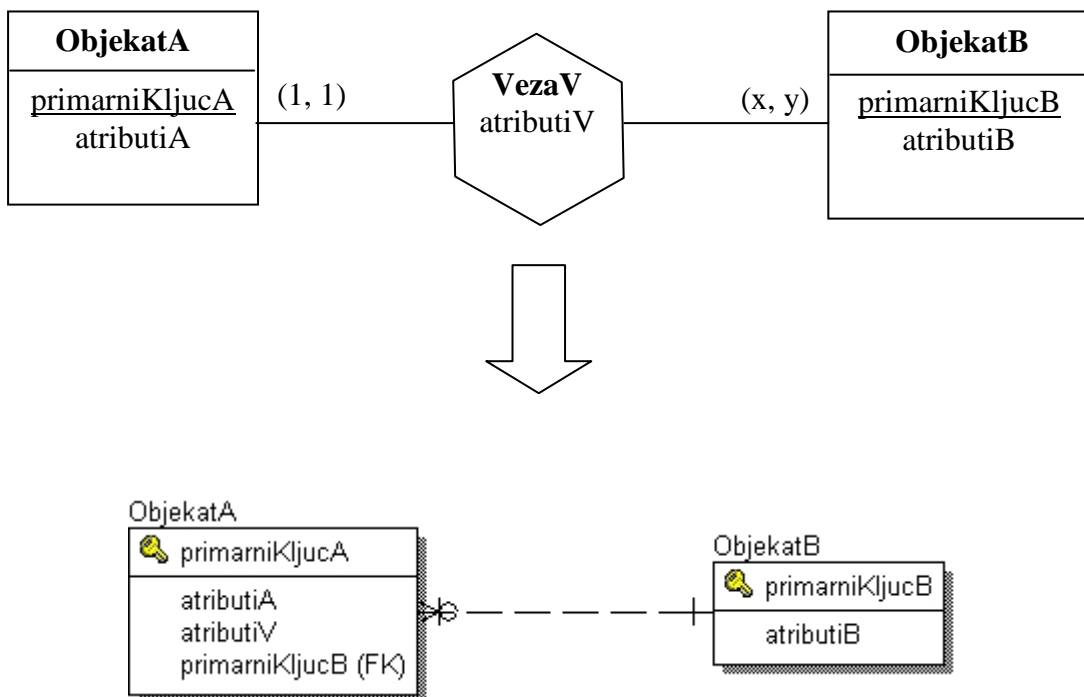 ObjekatA
primarniKljucA
atributiA
(1, 1)
VezaV
atributiV
(x, y)
ObjekatB
primarniKljucB
atributiB
ObjekatA
primarniKljucA
atributiA
atributiV
primarniKljucB (FK)
ObjekatB
primarniKljucB
atributiB